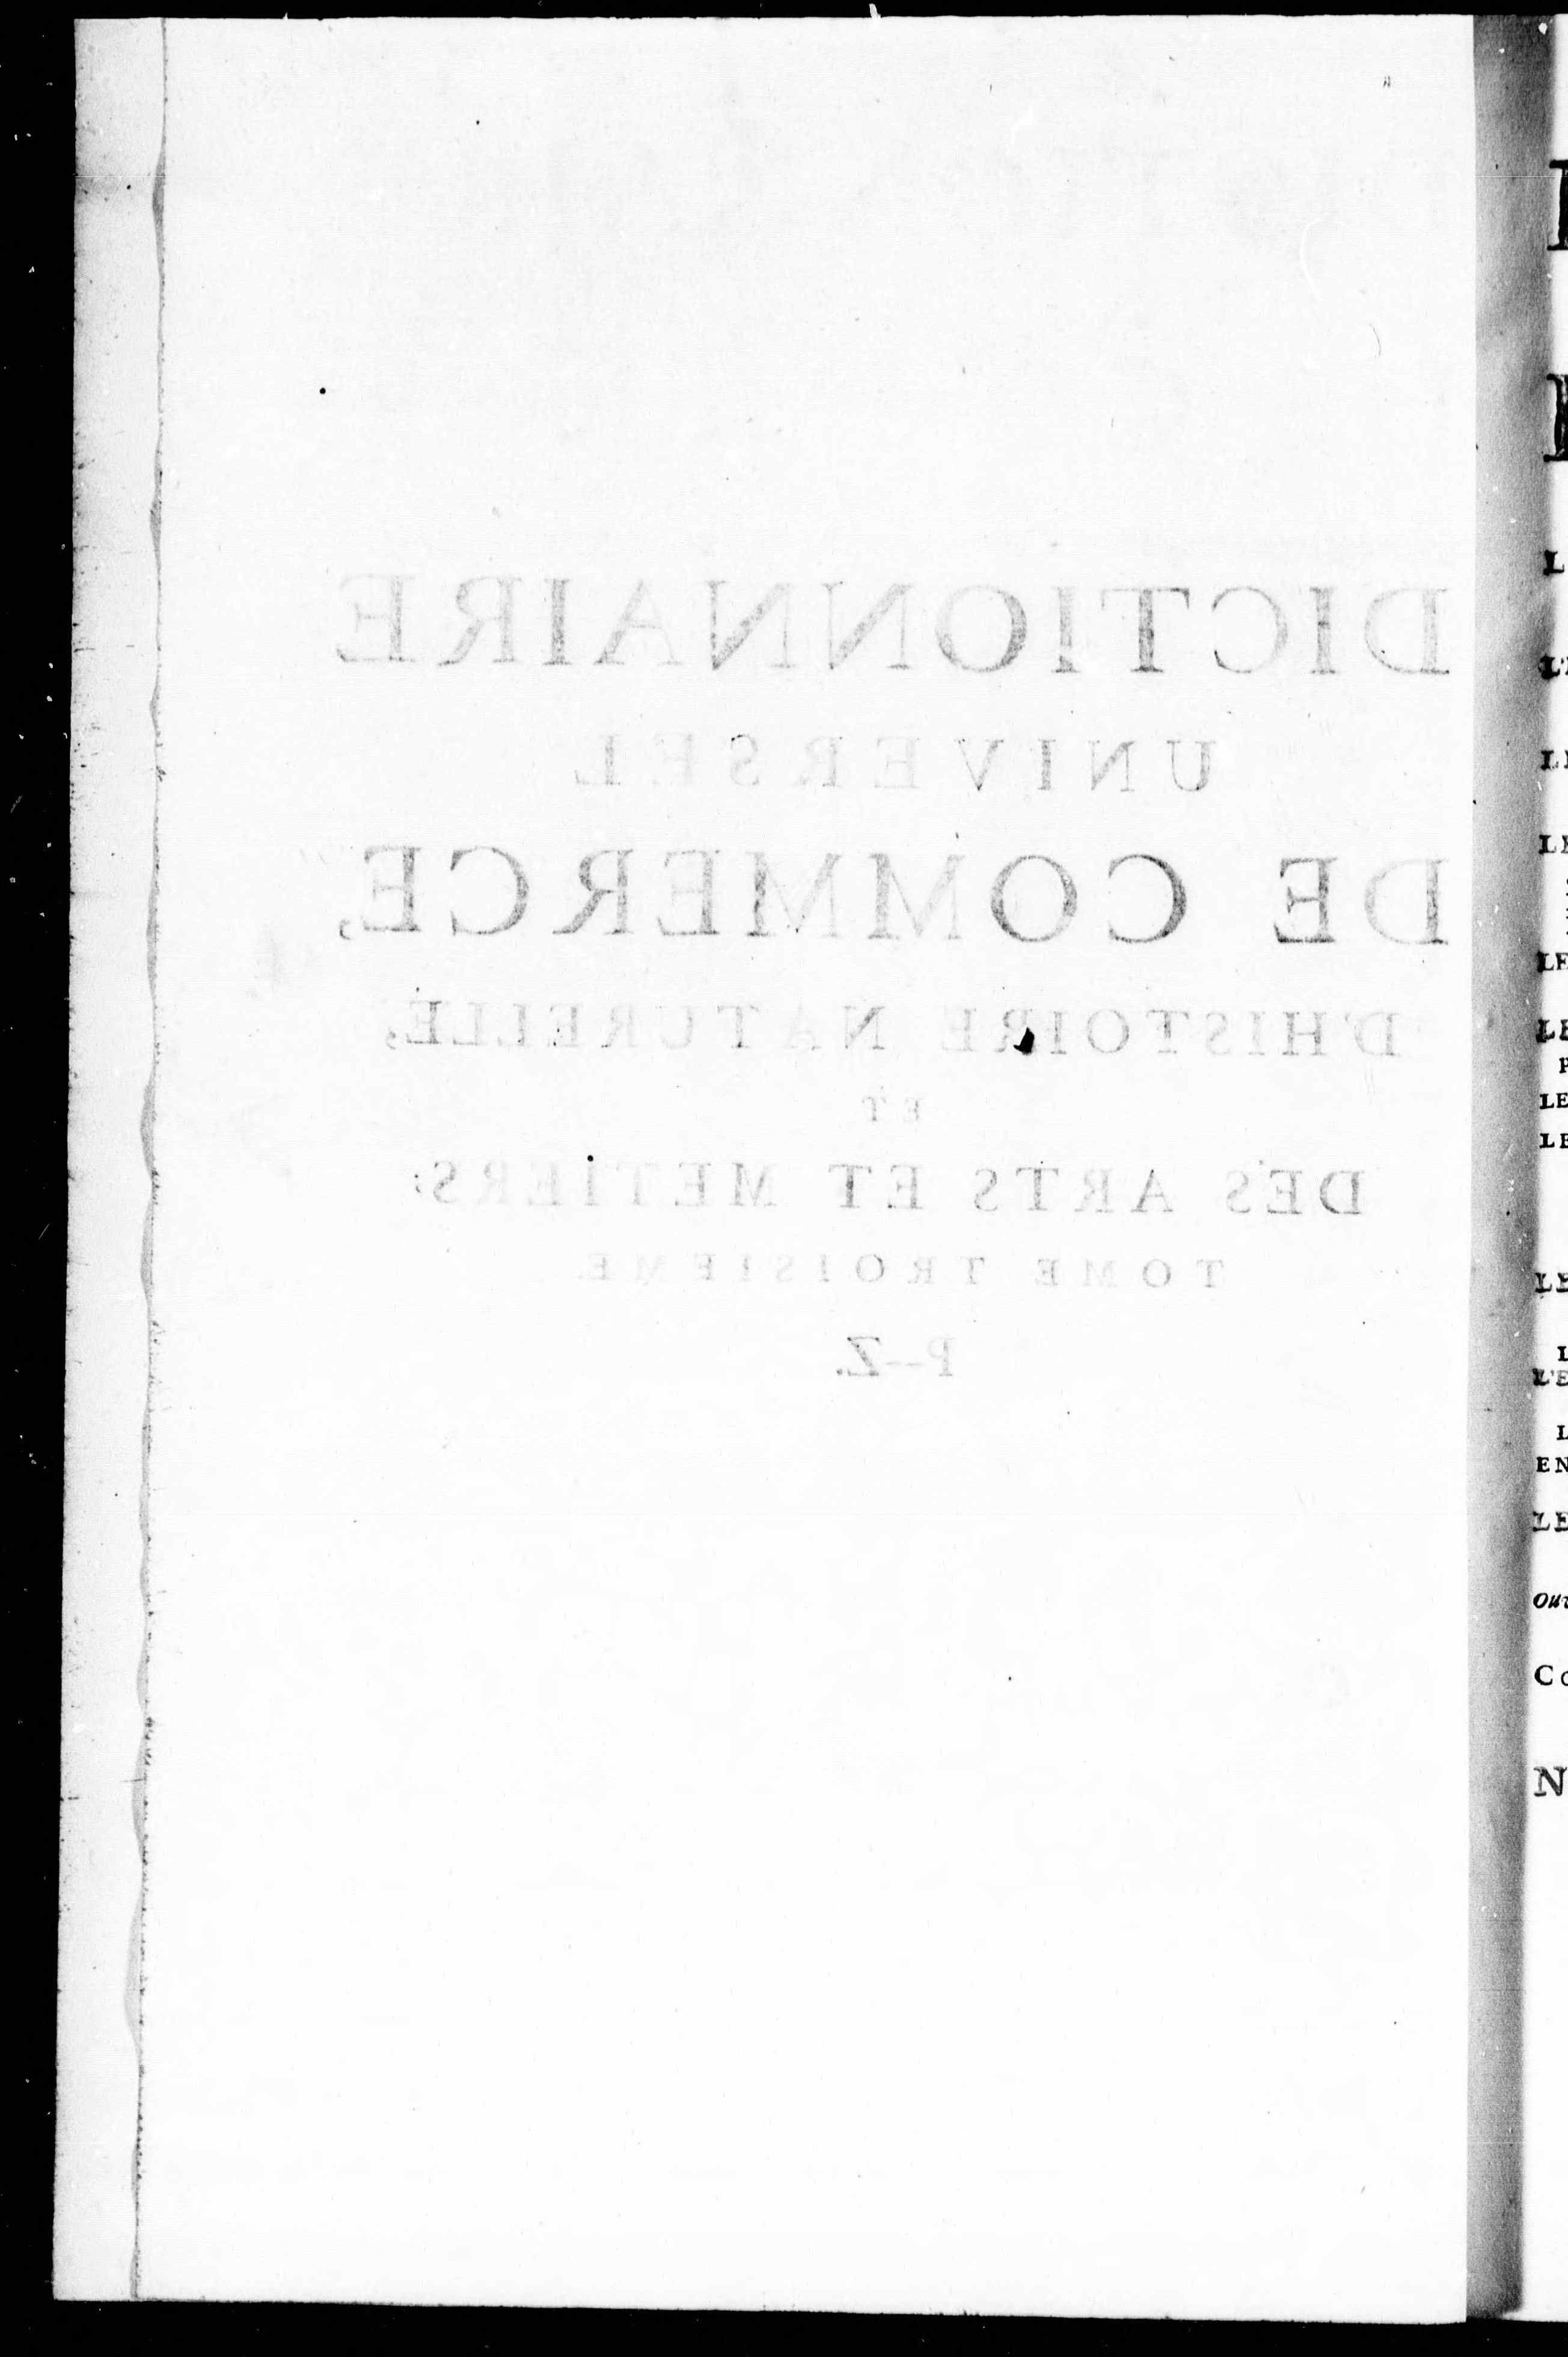 DICTIONNAIRE
UNIVERSEL
DE COMMERCE,
D'HISTOIRE NATURELLE,
ET
DES ARTS ET METIERS:
TOME TROISIEME
P--Z.